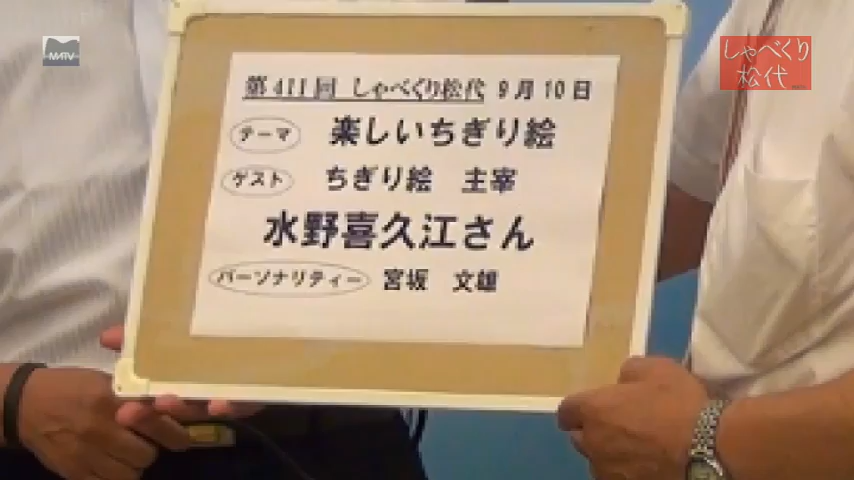 MATV
しゃべくり
松代
第411回 しゃべくり松代 9月10日
テーマ 楽しいちぎり絵
ゲスト ちぎり絵 主宰
水野喜久江さん
パーソナリティー 宮坂 文雄